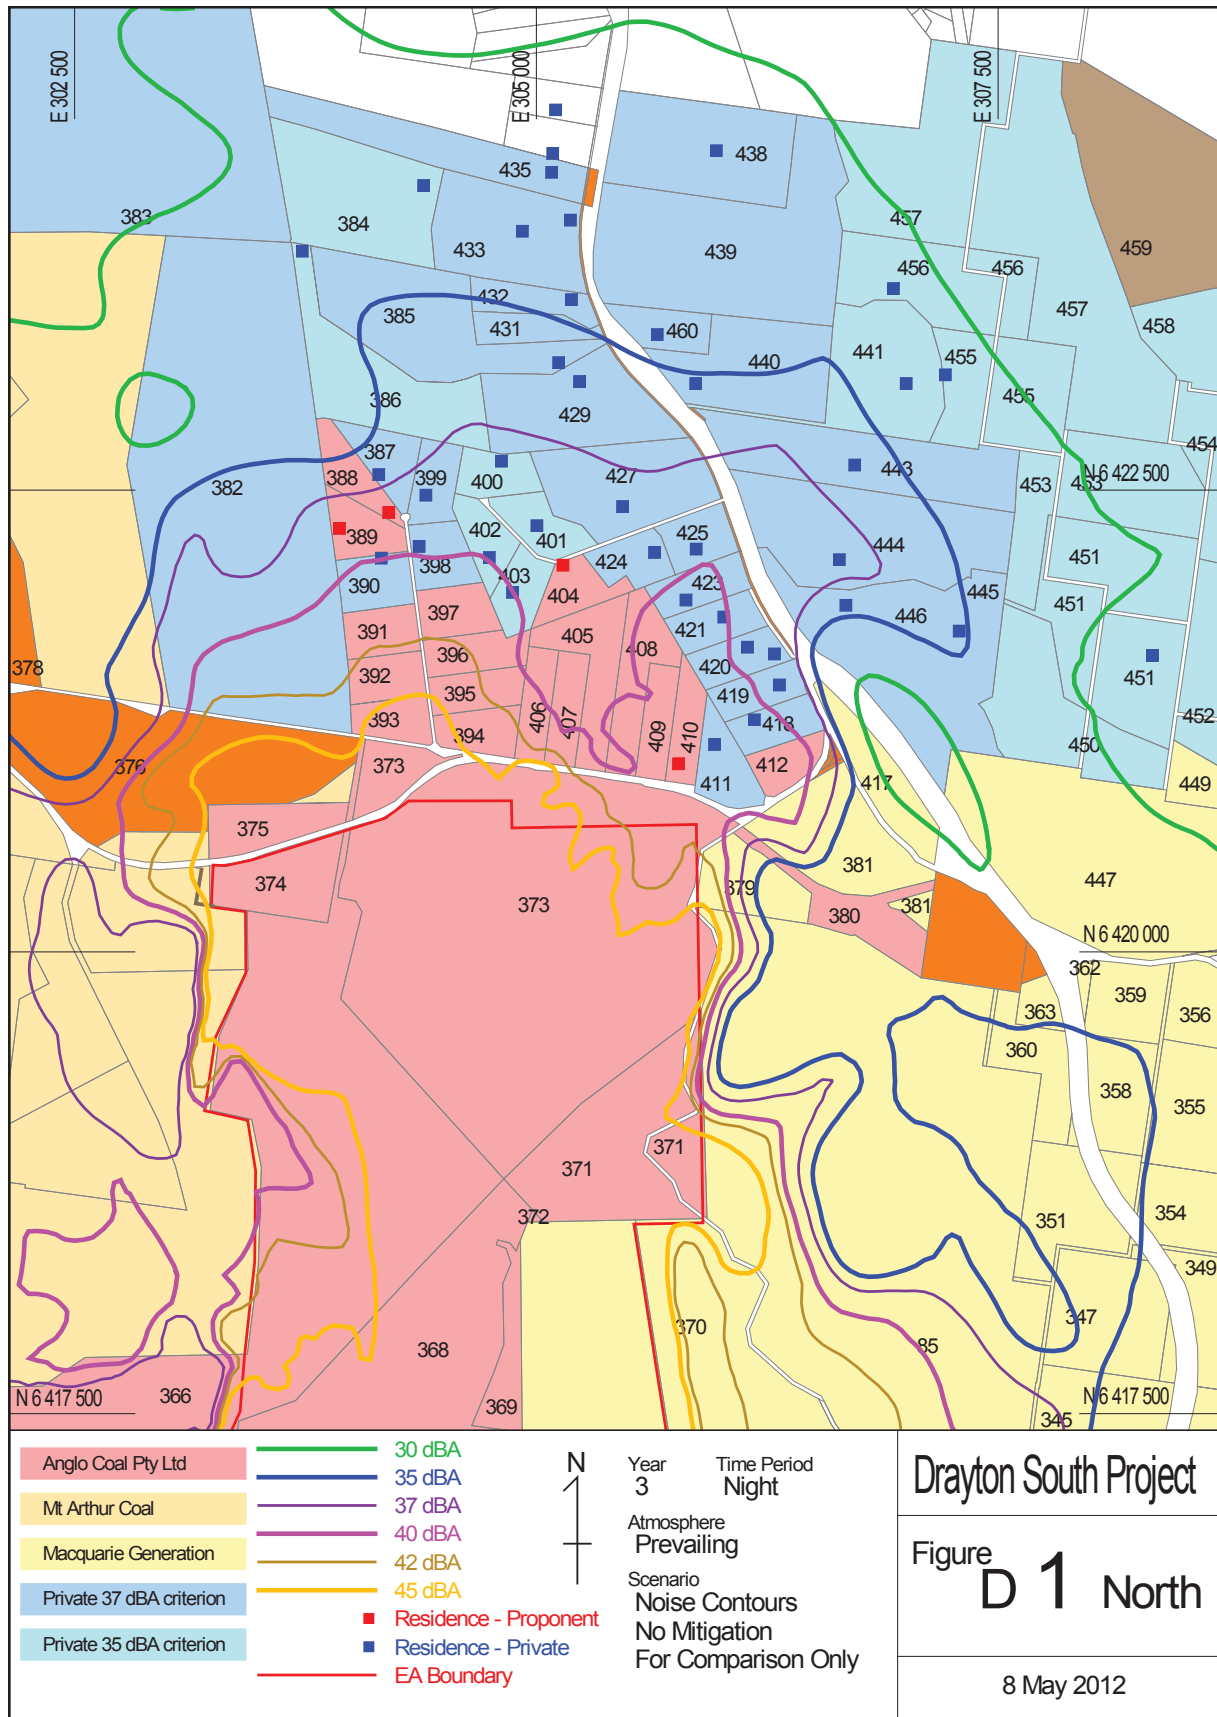 E 302 500
E 305 000
E 307 500
438
435
383
384
457
459
433
439
456
456
432
457
458
385
431
460
440
441
455
386
429
455
454
387
399
400
427
443
N 6 422 500
453
453
388
382
389
402
401
425
444
451
398
403
424
390
423
445
404
451
397
446
391
405
421
408
396
420
378
392
451
395
419
406
407
452
393
418
409
410
394
450
376
373
412
411
417
449
375
381
374
379
447
373
381
380
N 6 420 000
362
359
363
356
360
358
355
371
371
372
351
354
349
347
370
368
85
366
N 6 417 500
369
345
N 6 417 500
Anglo Coal Pty Ltd
Mt Arthur Coal
Macquarie Generation
Private 37 dBA criterion
Private 35 dBA criterion
30 dBA
35 dBA
37 dBA
40 dBA
42 dBA
45 dBA
Residence - Proponent
Residence - Private
EA Boundary
N
Year
3
Time Period
Night
Atmosphere
Prevailing
Scenario
Noise Contours
No Mitigation
For Comparison Only
Drayton South Project
Figure
D 1 North
8 May 2012